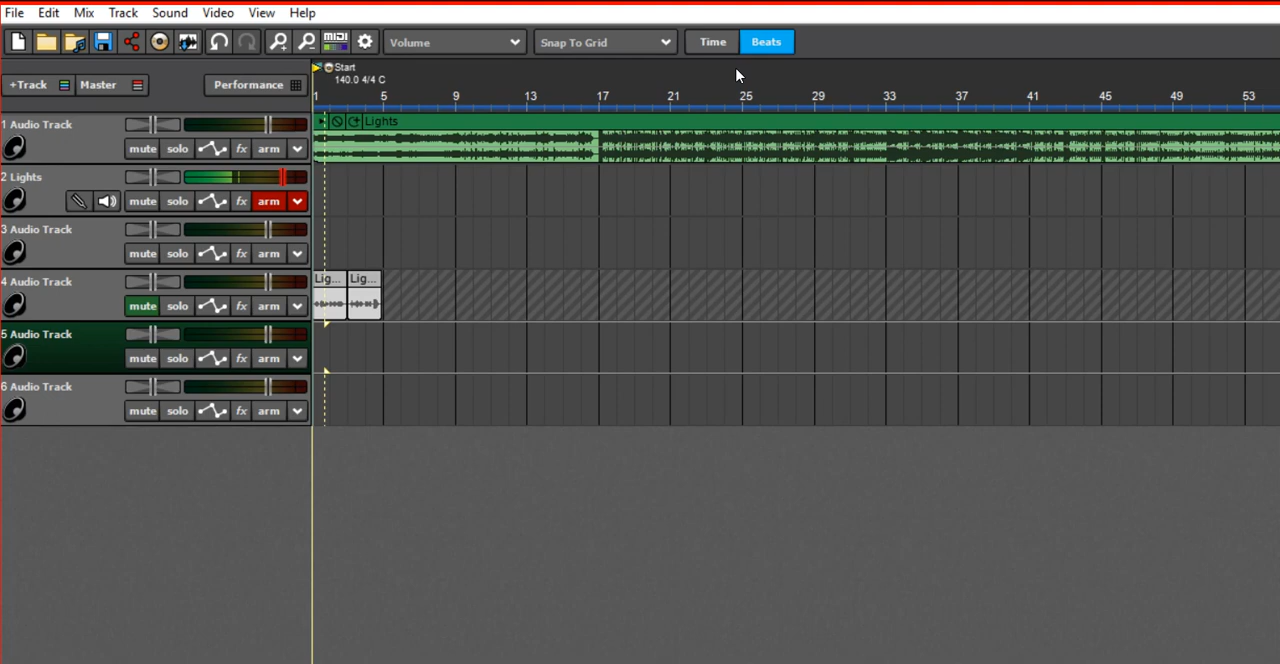 File Edit Mix Track Sound Video View Help
midi Volume Snap To Grid Time Beats
Start
140.0 4/4 C
+Track Master Performance
1 5 9 13 17 21 25 29 33 37 41 45 49 53
1 Audio Track
Lights
mute solo fx arm
2 Lights
mute solo fx arm
3 Audio Track
mute solo fx arm
4 Audio Track
Lig... Lig...
mute solo fx arm
5 Audio Track
mute solo fx arm
6 Audio Track
mute solo fx arm